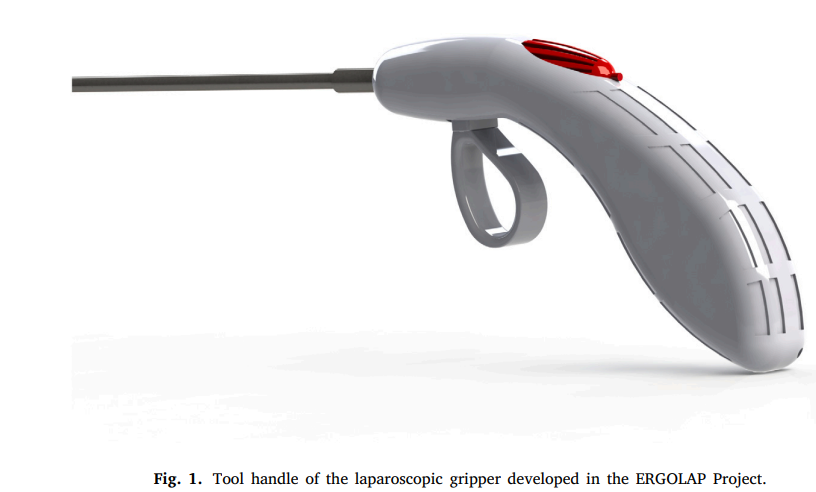 Fig. 1. Tool handle of the laparoscopic gripper developed in the ERGOLAP Project.